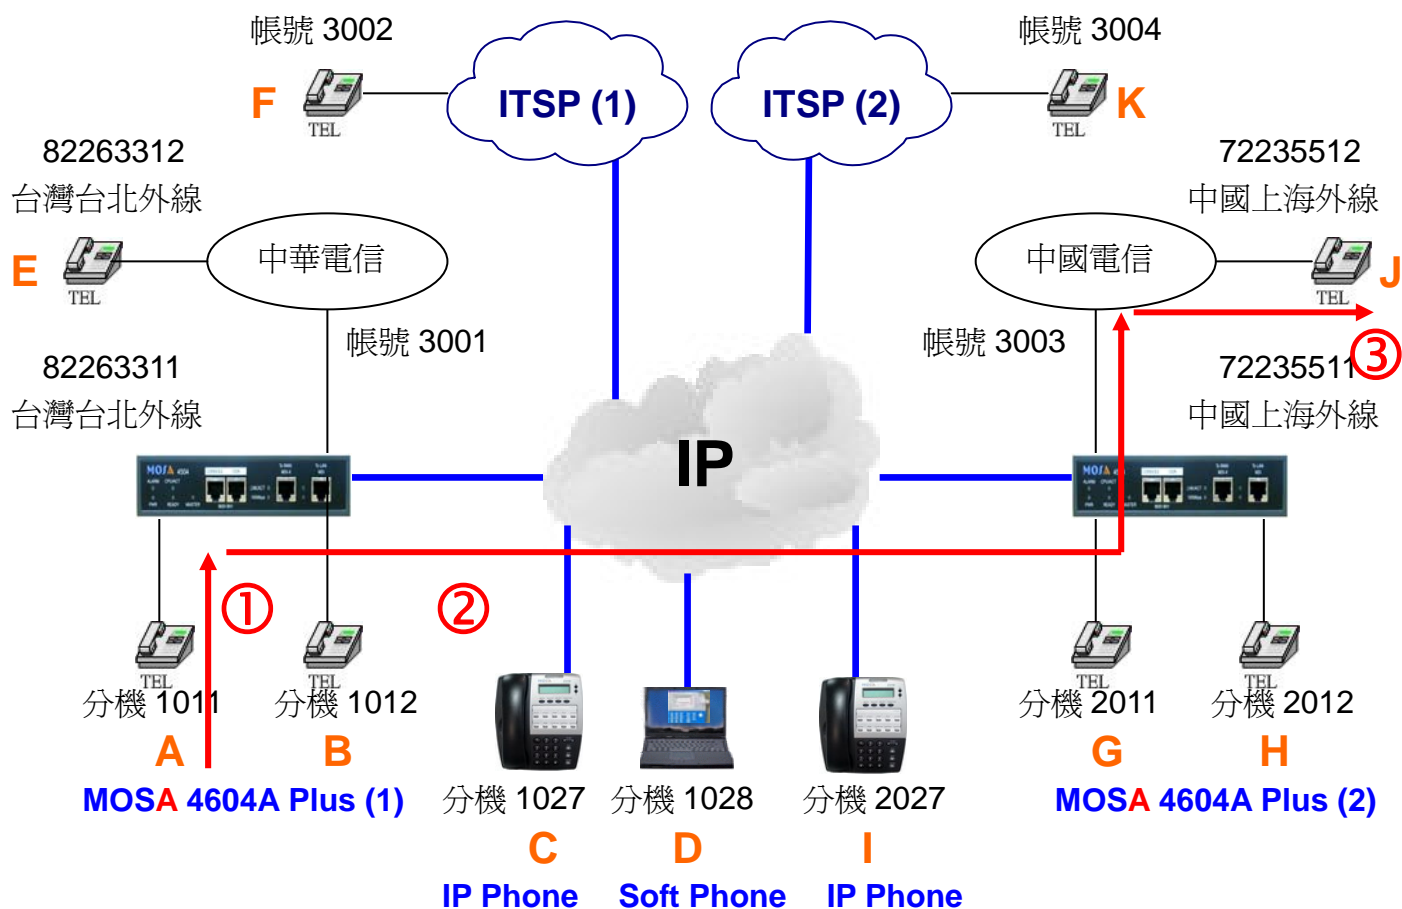 帳號 3002
帳號 3004
F
TEL
ITSP (1)
ITSP (2)
TEL
K
82263312
台灣台北外線
72235512
中國上海外線
E
TEL
中華電信
中國電信
TEL
J
帳號 3001
帳號 3003
③
82263311
台灣台北外線
72235511
中國上海外線
IP
MOSA 4604
MOSA
①
②
TEL
分機 1011
TEL
分機 1012
TEL
分機 2011
TEL
分機 2012
A
B
G
H
MOSA 4604A Plus (1)
分機 1027
分機 1028
分機 2027
MOSA 4604A Plus (2)
C
D
I
IP Phone
Soft Phone
IP Phone